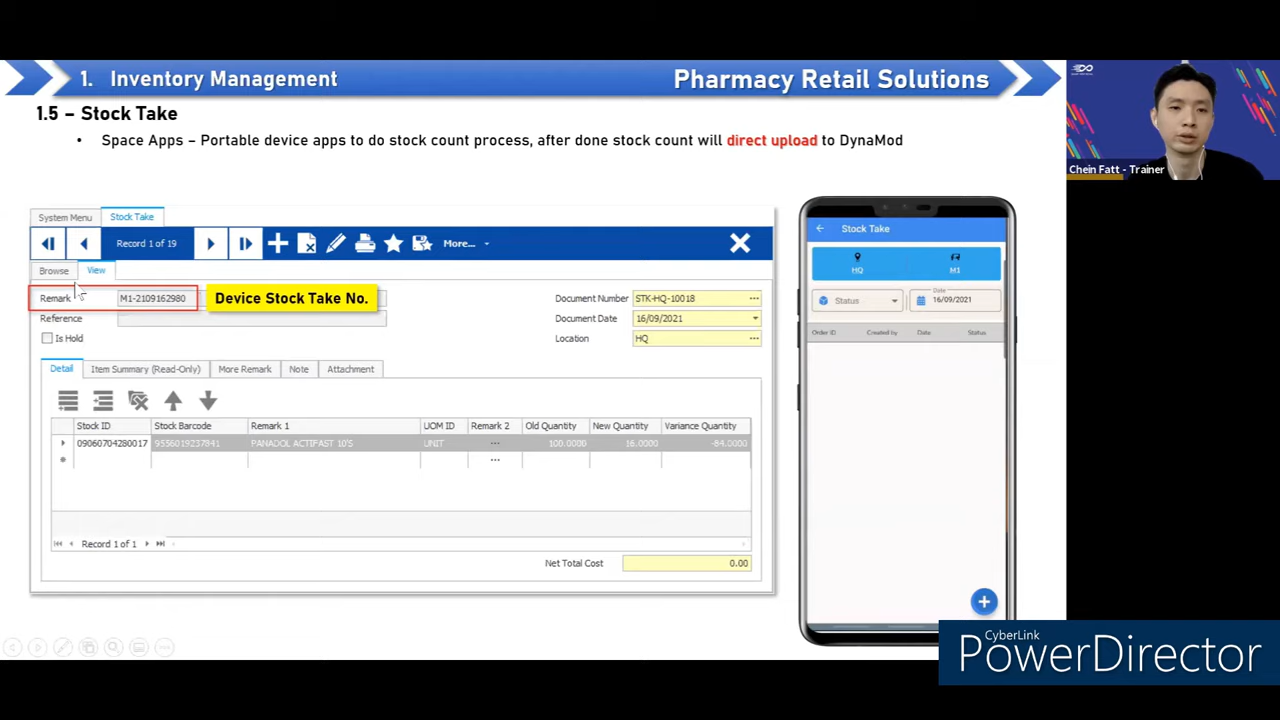 1. Inventory Management
Pharmacy Retail Solutions
1.5 – Stock Take
• Space Apps – Portable device apps to do stock count process, after done stock count will direct upload to DynaMod
Chein Fatt - Trainer
System Menu
Stock Take
Record 1 of 19
More...
Browse
View
Remark
M1-2109162980
Device Stock Take No.
Document Number
STK-HQ-10018
Reference
Document Date
16/09/2021
Is Hold
Location
HQ
Detail
Item Summary (Read-Only)
More Remark
Note
Attachment
Stock ID Stock Barcode Remark 1 UOM ID Remark 2 Old Quantity New Quantity Variance Quantity
09060704280017 9556019237841 PANADOL ACTIFAST 10'S UNIT ... 100.0000 16.0000 -84.0000
...
Record 1 of 1
Net Total Cost
0.00
Stock Take
HQ
M1
Status
Date
16/09/2021
Order ID Created by Date Status
CyberLink
PowerDirector